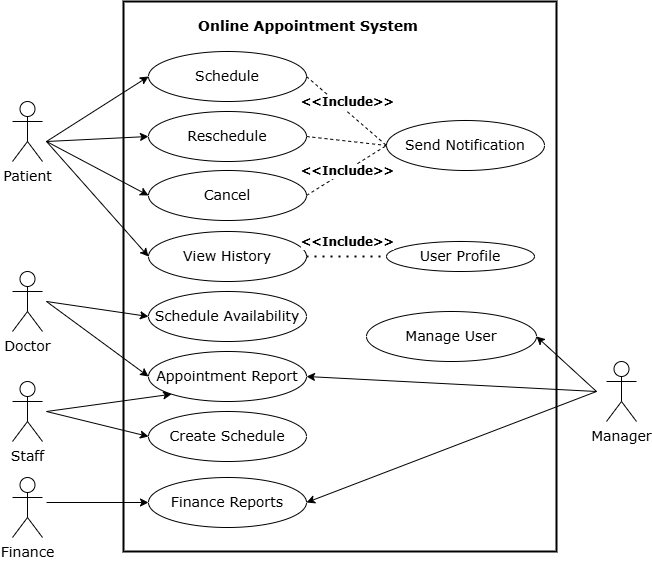 Online Appointment System
Schedule
<<Include>>
Reschedule
Send Notification
Patient
<<Include>>
Cancel
<<Include>>
View History
User Profile
Schedule Availability
Doctor
Manage User
Appointment Report
Manager
Staff
Create Schedule
Finance Reports
Finance